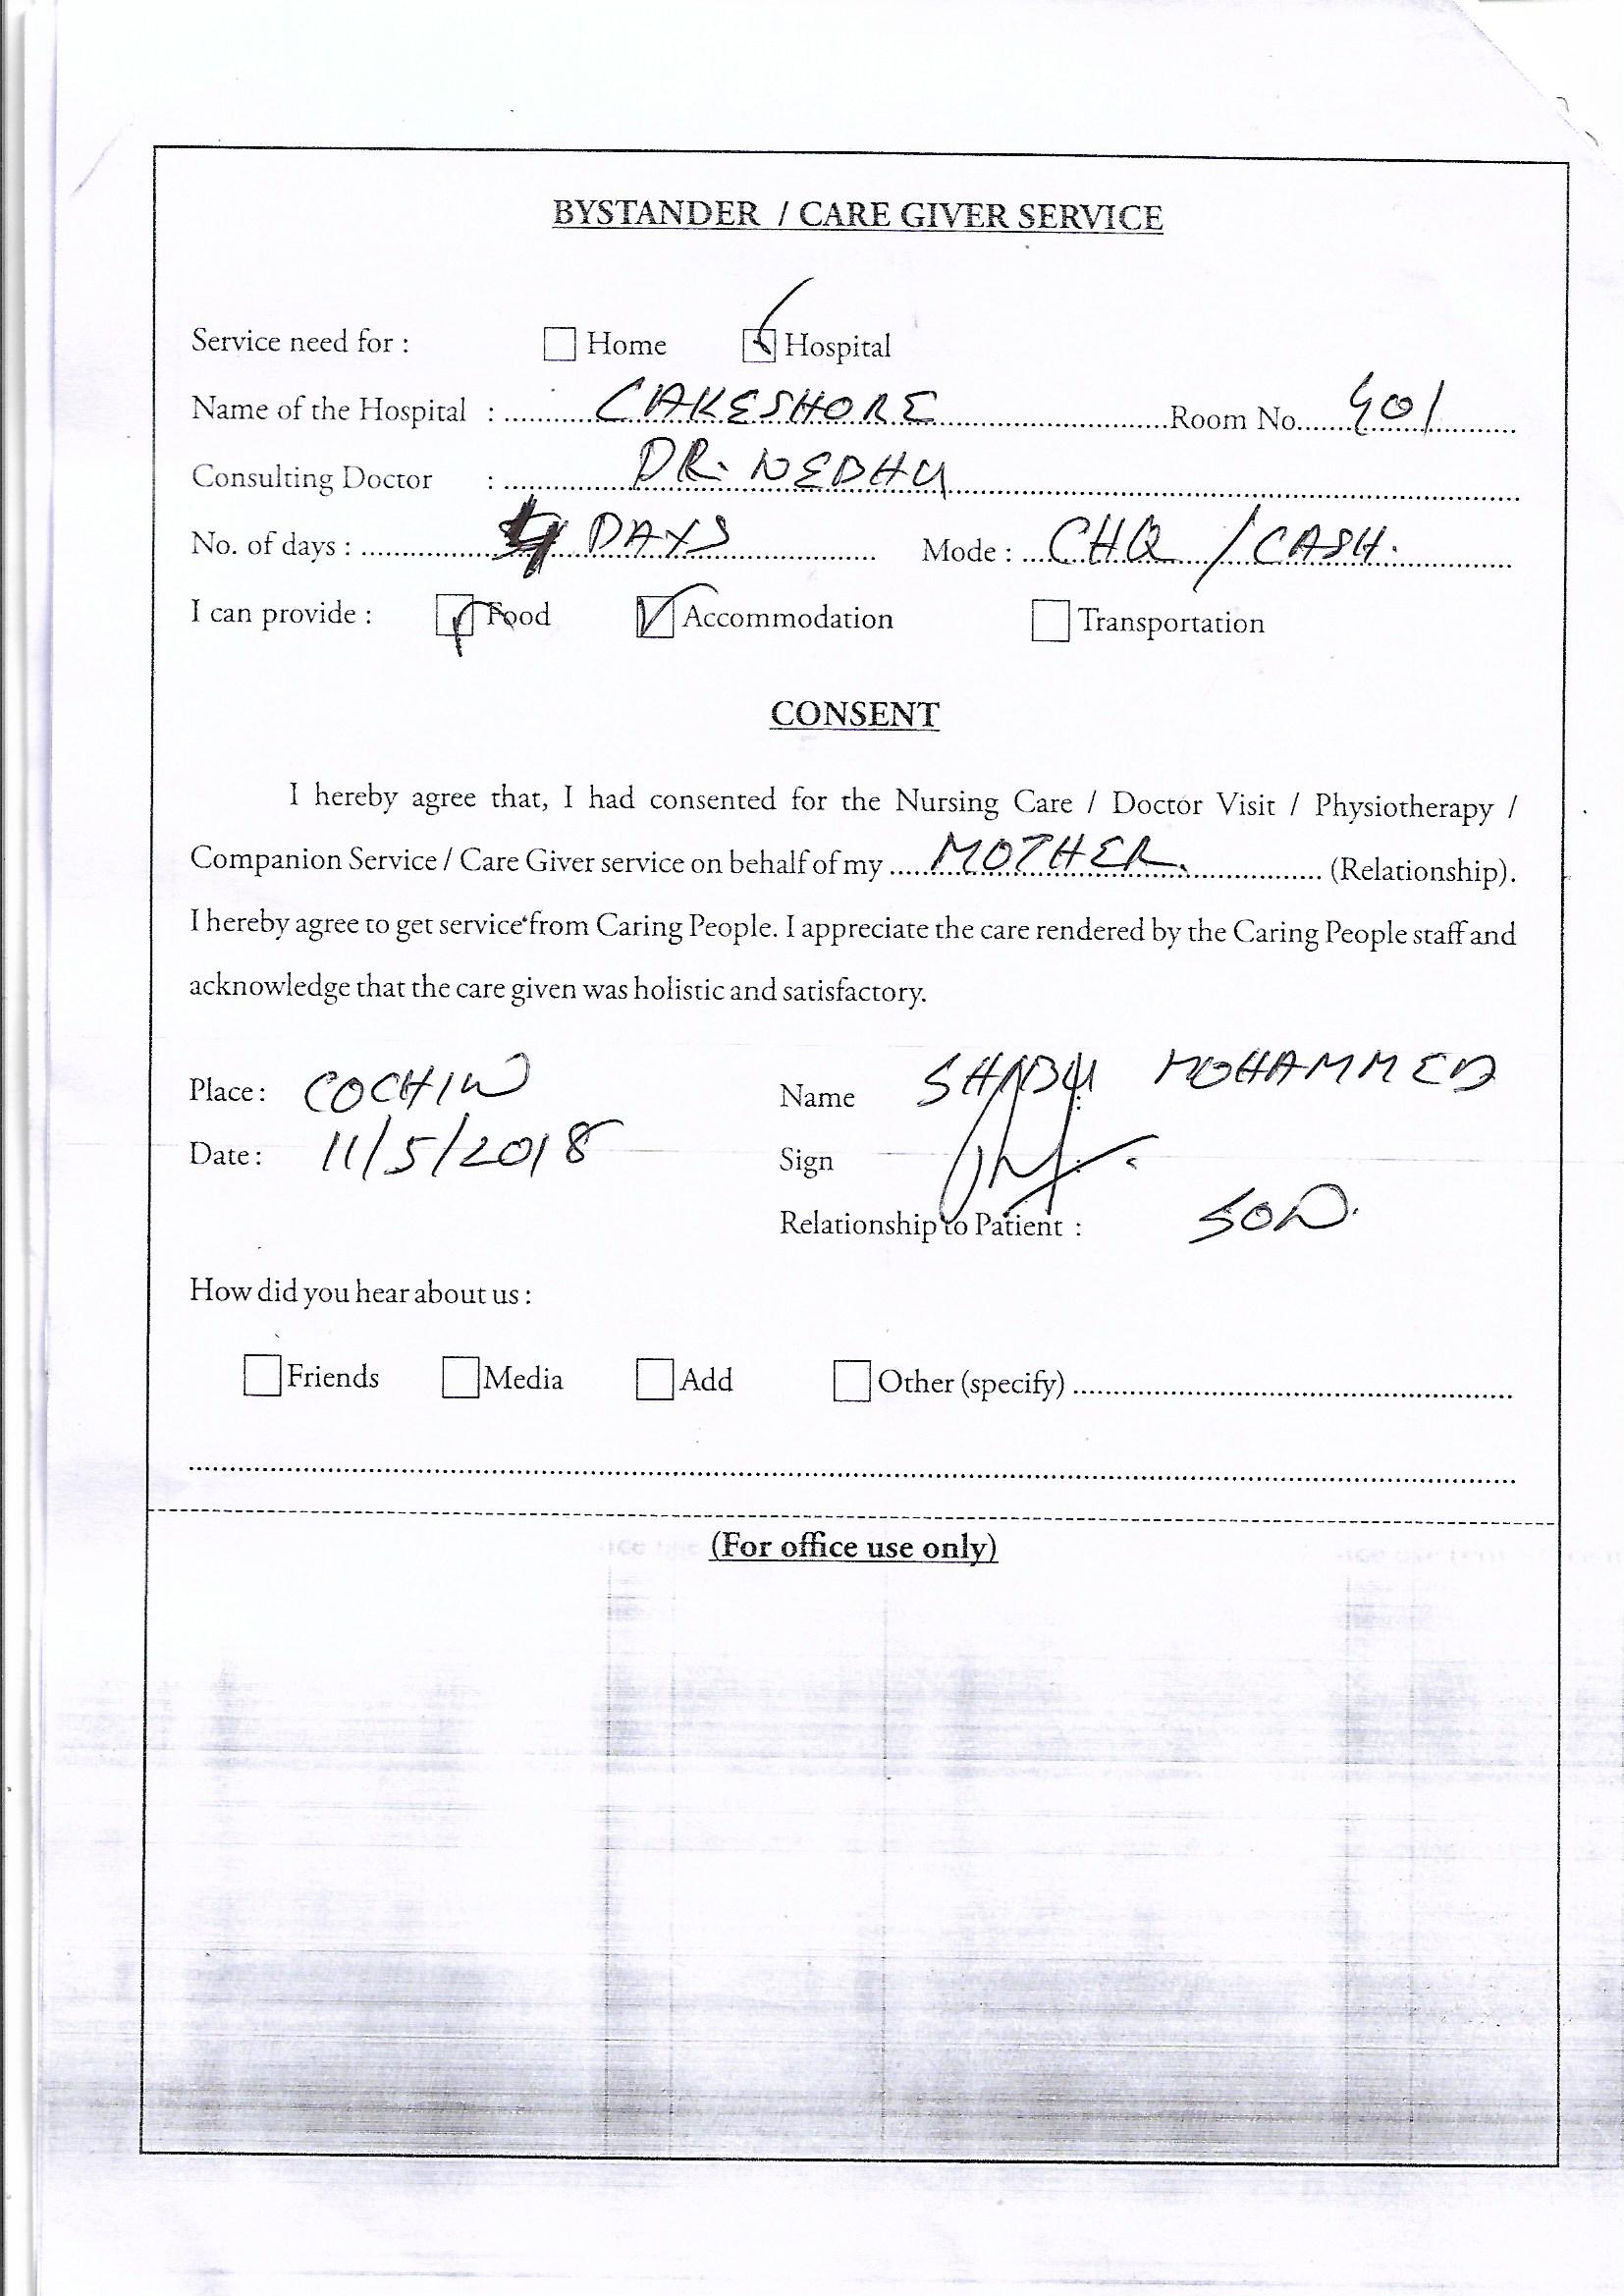 BYSTANDER / CARE GIVER SERVICE
Service need for : Home Hospital
Name of the Hospital : LAKESHORE Room No. 401
Consulting Doctor : DR. NEBHU
No. of days : 4 DAYS Mode : CHQ / CASH.
I can provide : Food Accommodation Transportation
CONSENT
I hereby agree that, I had consented for the Nursing Care / Doctor Visit / Physiotherapy /
Companion Service / Care Giver service on behalf of my MOTHER. (Relationship).
I hereby agree to get service from Caring People. I appreciate the care rendered by the Caring People staff and
acknowledge that the care given was holistic and satisfactory.
Place : COCHIN Name : SHABU MOHAMMED
Date : 11/5/2018 Sign :
Relationship to Patient : SON.
How did you hear about us :
Friends Media Add Other (specify)
(For office use only)